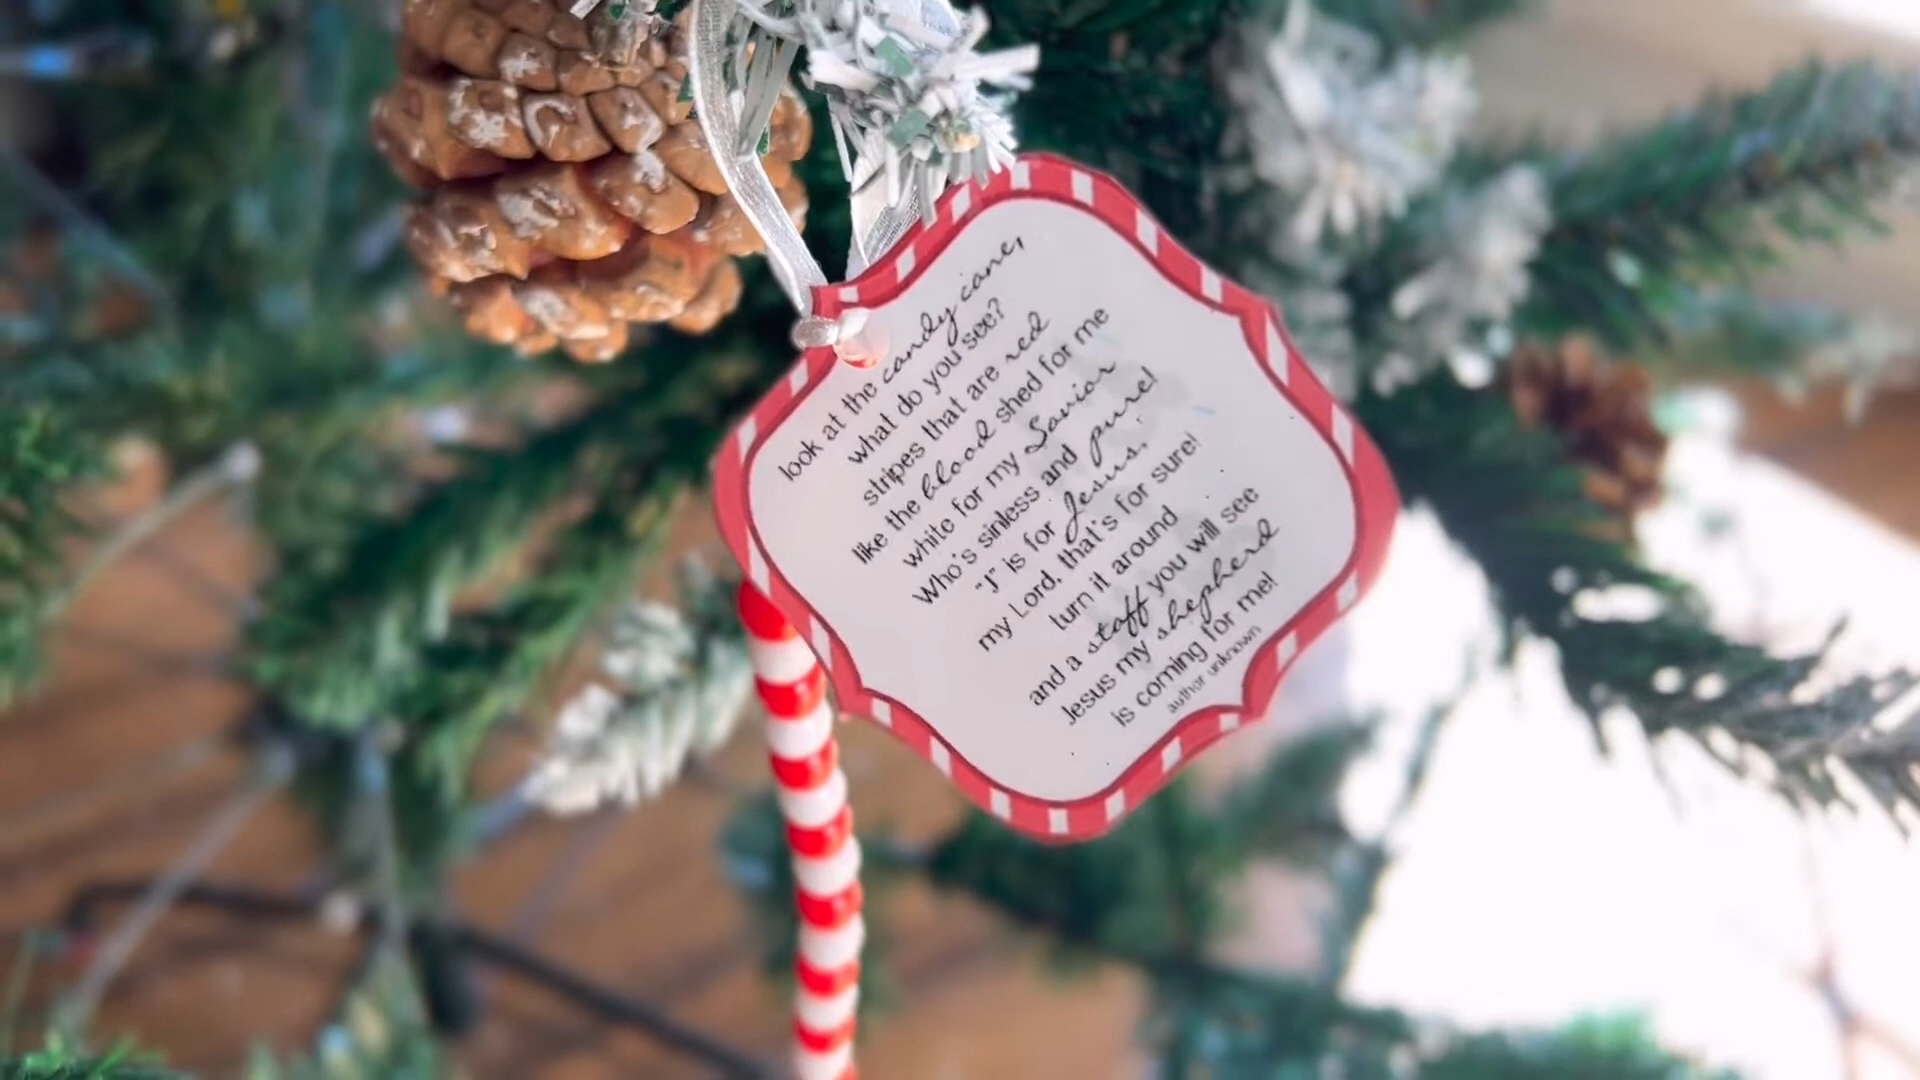 look at the candy cane,
what do you see?
stripes that are red
like the blood shed for me
white for my Savior
Who's sinless and pure!
"J" is for Jesus,
my Lord, that's for sure!
turn it around
and a staff you will see
Jesus my shepherd
is coming for me!
author unknown